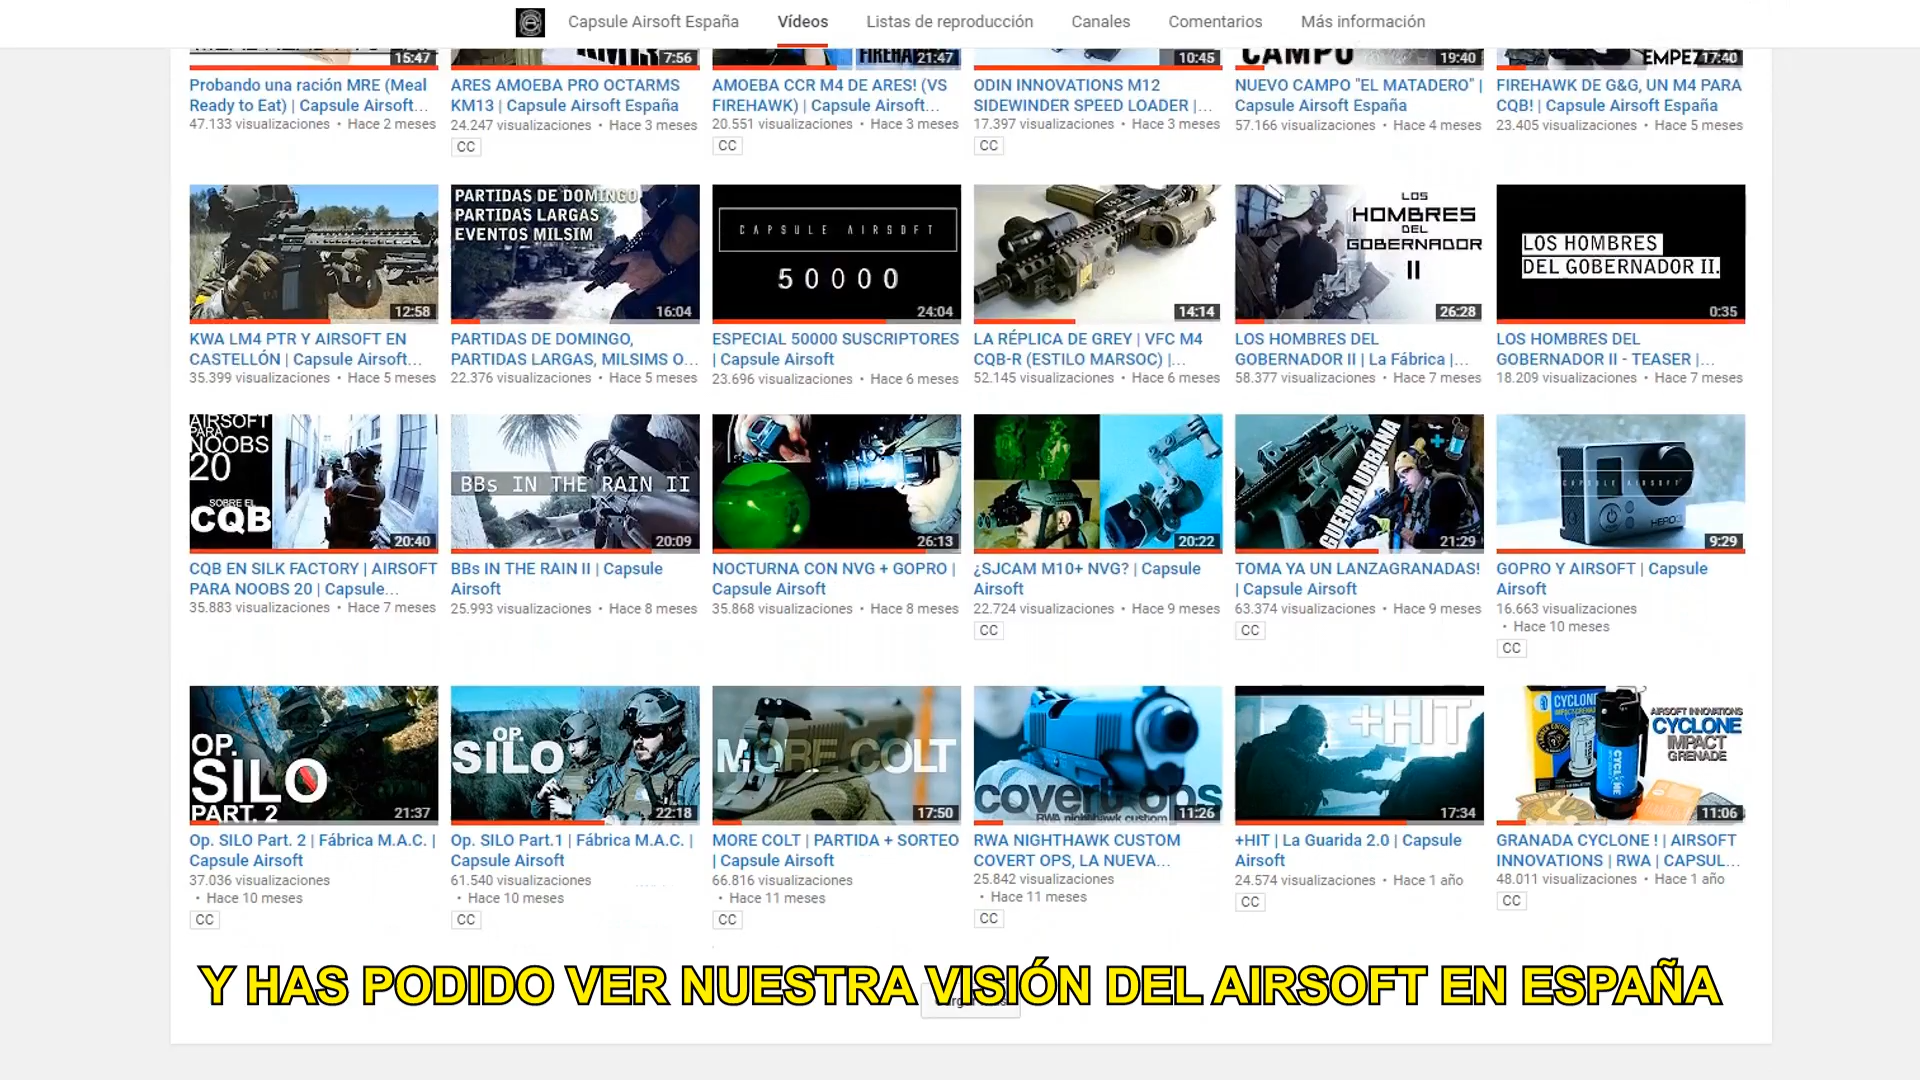 Capsule Airsoft España
Vídeos
Listas de reproducción
Canales
Comentarios
Más información
15:47
7:56
21:47
10:45
CAMPO
19:40
EMPEZ
17:40
Probando una ración MRE (Meal
Ready to Eat) | Capsule Airsoft...
47.133 visualizaciones • Hace 2 meses
ARES AMOEBA PRO OCTARMS
KM13 | Capsule Airsoft España
24.247 visualizaciones • Hace 3 meses
CC
AMOEBA CCR M4 DE ARES! (VS
FIREHAWK) | Capsule Airsoft...
20.551 visualizaciones • Hace 3 meses
CC
ODIN INNOVATIONS M12
SIDEWINDER SPEED LOADER |...
17.397 visualizaciones • Hace 3 meses
CC
NUEVO CAMPO "EL MATADERO" |
Capsule Airsoft España
57.166 visualizaciones • Hace 4 meses
FIREHAWK DE G&G, UN M4 PARA
CQB! | Capsule Airsoft España
23.405 visualizaciones • Hace 5 meses
12:58
KWA LM4 PTR Y AIRSOFT EN
CASTELLÓN | Capsule Airsoft...
35.399 visualizaciones • Hace 5 meses
PARTIDAS DE DOMINGO
PARTIDAS LARGAS
EVENTOS MILSIM
16:04
PARTIDAS DE DOMINGO,
PARTIDAS LARGAS, MILSIMS O...
22.376 visualizaciones • Hace 5 meses
CAPSULE AIRSOFT
50000
24:04
ESPECIAL 50000 SUSCRIPTORES
| Capsule Airsoft
23.696 visualizaciones • Hace 6 meses
14:14
LA RÉPLICA DE GREY | VFC M4
CQB-R (ESTILO MARSOC) |...
52.145 visualizaciones • Hace 6 meses
LOS
HOMBRES
DEL
GOBERNADOR
II
26:28
LOS HOMBRES DEL
GOBERNADOR II | La Fábrica |...
58.377 visualizaciones • Hace 7 meses
LOS HOMBRES
DEL GOBERNADOR II.
0:35
LOS HOMBRES DEL
GOBERNADOR II - TEASER |...
18.209 visualizaciones • Hace 7 meses
AIRSOFT
PARA
NOOBS
20
SOBRE EL
CQB
20:40
CQB EN SILK FACTORY | AIRSOFT
PARA NOOBS 20 | Capsule...
35.883 visualizaciones • Hace 7 meses
BBs IN THE RAIN II
20:09
BBs IN THE RAIN II | Capsule
Airsoft
25.993 visualizaciones • Hace 8 meses
26:13
NOCTURNA CON NVG + GOPRO |
Capsule Airsoft
35.868 visualizaciones • Hace 8 meses
20:22
¿SJCAM M10+ NVG? | Capsule
Airsoft
22.724 visualizaciones • Hace 9 meses
CC
GUERRA URBANA
21:29
TOMA YA UN LANZAGRANADAS!
| Capsule Airsoft
63.374 visualizaciones • Hace 9 meses
CC
CAPSULE AIRSOFT
HERO
9:29
GOPRO Y AIRSOFT | Capsule
Airsoft
16.663 visualizaciones
• Hace 10 meses
CC
OP.
SILO
PART. 2
21:37
Op. SILO Part. 2 | Fábrica M.A.C. |
Capsule Airsoft
37.036 visualizaciones
• Hace 10 meses
CC
OP.
SILO
22:18
Op. SILO Part.1 | Fábrica M.A.C. |
Capsule Airsoft
61.540 visualizaciones
• Hace 10 meses
CC
MORE COLT
17:50
MORE COLT | PARTIDA + SORTEO
| Capsule Airsoft
66.816 visualizaciones
• Hace 11 meses
CC
covert ops
RWA nighthawk custom
11:26
RWA NIGHTHAWK CUSTOM
COVERT OPS, LA NUEVA...
25.842 visualizaciones
• Hace 11 meses
CC
+HIT
17:34
+HIT | La Guarida 2.0 | Capsule
Airsoft
24.574 visualizaciones • Hace 1 año
CC
AIRSOFT INNOVATIONS
CYCLONE
IMPACT
GRENADE
11:06
GRANADA CYCLONE ! | AIRSOFT
INNOVATIONS | RWA | CAPSUL...
48.011 visualizaciones • Hace 1 año
CC
Y HAS PODIDO VER NUESTRA VISIÓN DEL AIRSOFT EN ESPAÑA